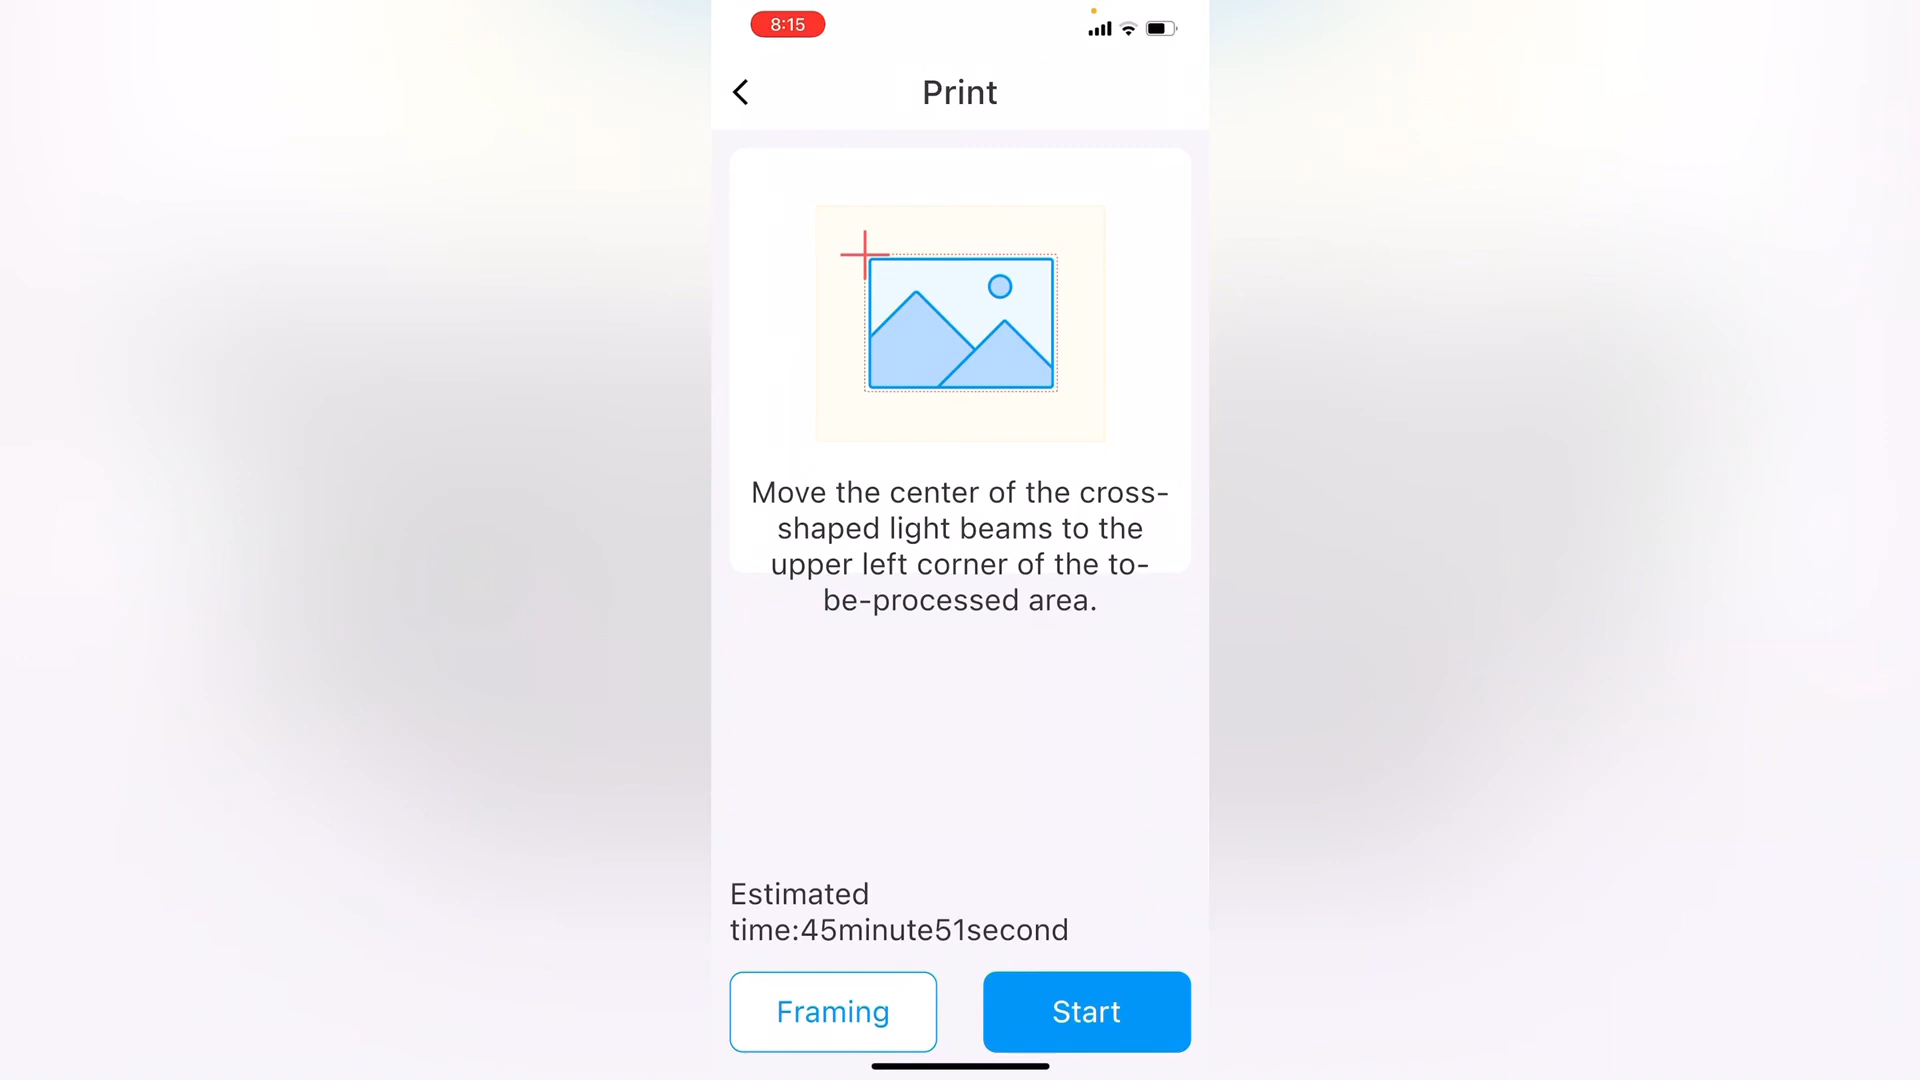 8:15
Print
Move the center of the cross-
shaped light beams to the
upper left corner of the to-
be-processed area.
Estimated
time:45minute51second
Framing
Start